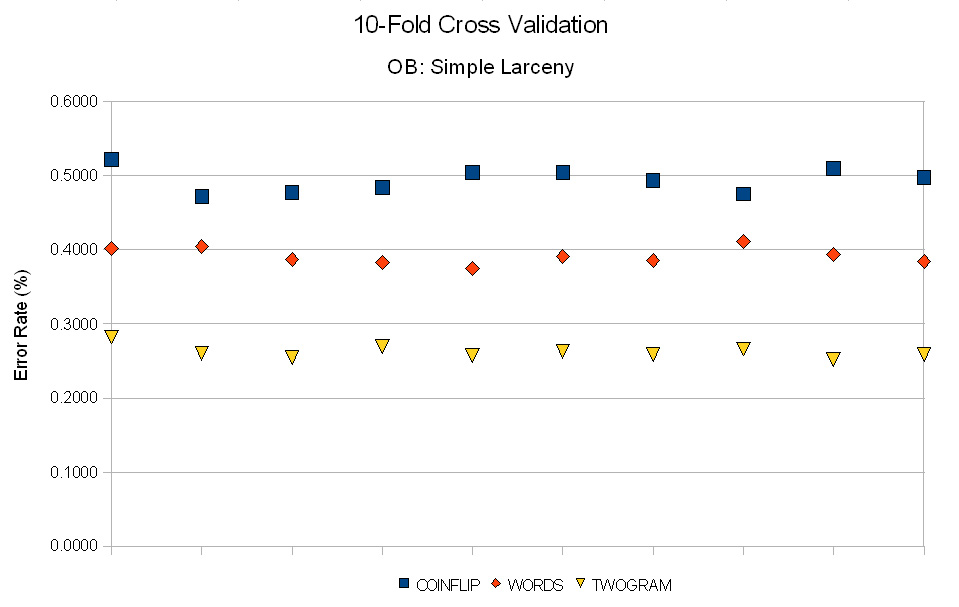 10-Fold Cross Validation
OB: Simple Larceny
0.6000
0.5000
0.4000
0.3000
0.2000
0.1000
0.0000
Error Rate (%)
COINFLIP WORDS TWOGRAM